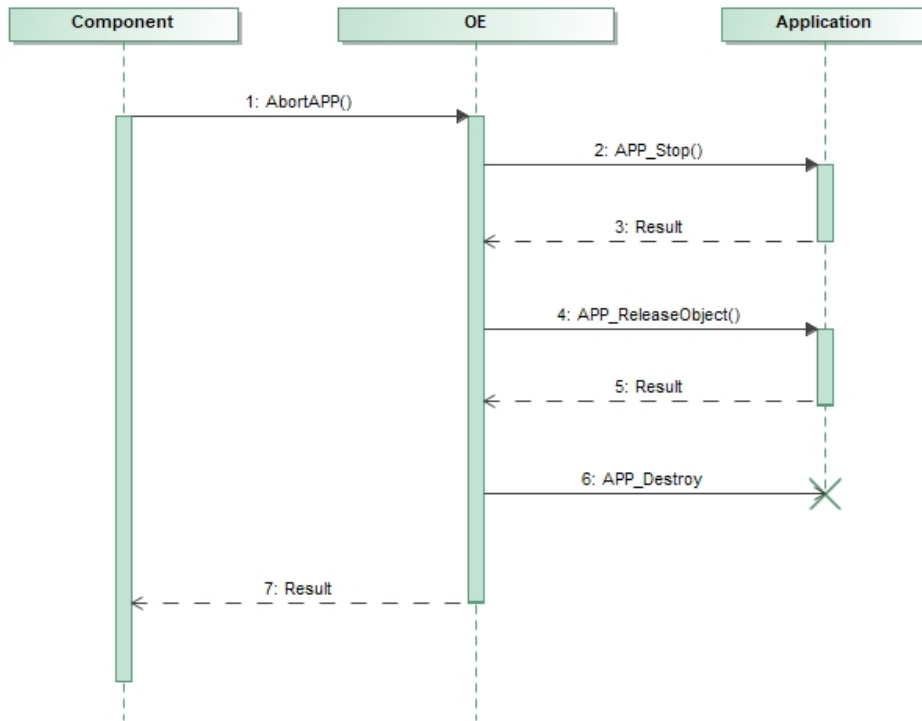 Component
OE
Application
1: AbortAPP()
2: APP_Stop()
3: Result
4: APP_ReleaseObject()
5: Result
6: APP_Destroy
7: Result